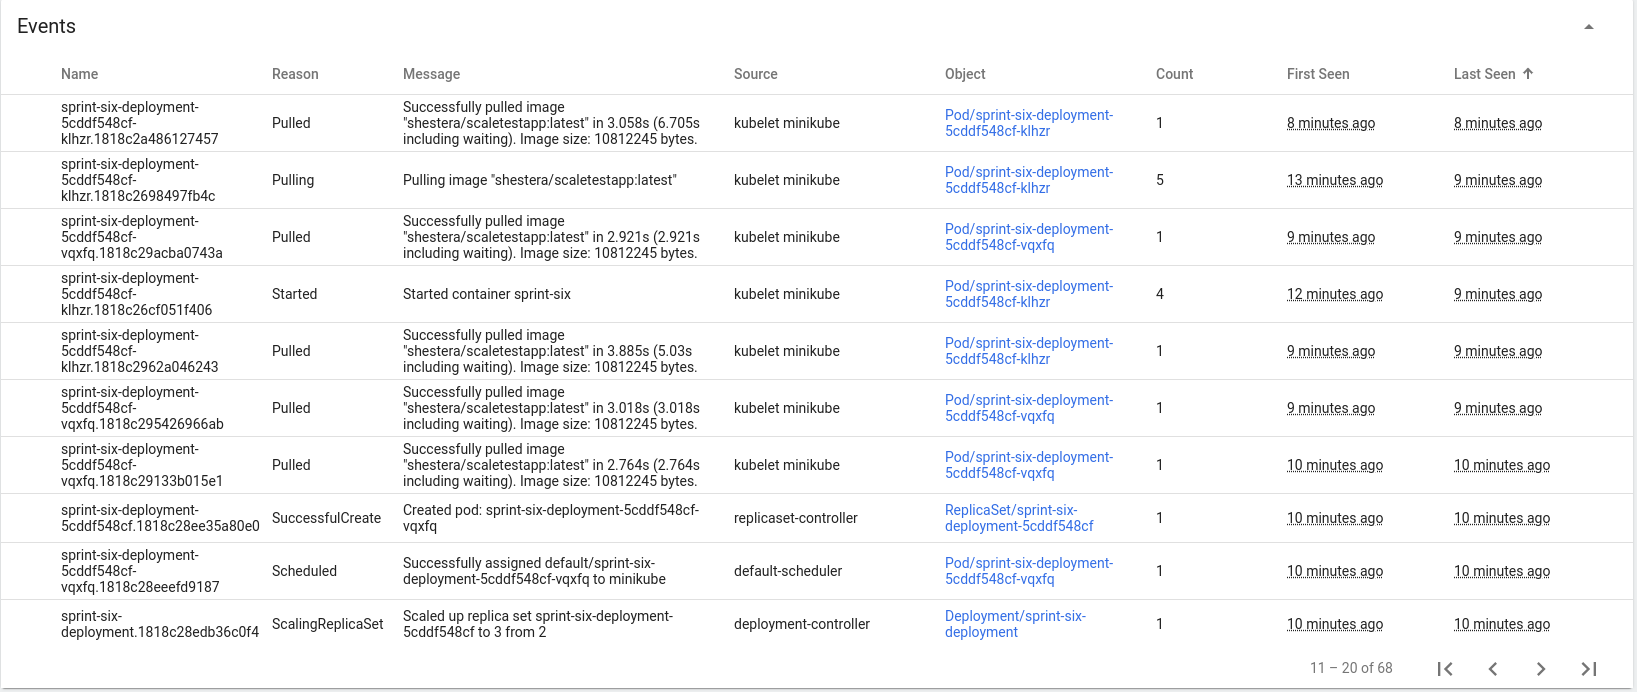 Events
Name Reason Message Source Object Count First Seen Last Seen
sprint-six-deployment-
5cddf548cf-
klhzr.1818c2a486127457
Pulled
Successfully pulled image
"shestera/scaletestapp:latest" in 3.058s (6.705s
including waiting). Image size: 10812245 bytes.
kubelet minikube
Pod/sprint-six-deployment-
5cddf548cf-klhzr
1
8 minutes ago
8 minutes ago
sprint-six-deployment-
5cddf548cf-
klhzr.1818c2698497fb4c
Pulling
Pulling image "shestera/scaletestapp:latest"
kubelet minikube
Pod/sprint-six-deployment-
5cddf548cf-klhzr
5
13 minutes ago
9 minutes ago
sprint-six-deployment-
5cddf548cf-
vqxfq.1818c29acba0743a
Pulled
Successfully pulled image
"shestera/scaletestapp:latest" in 2.921s (2.921s
including waiting). Image size: 10812245 bytes.
kubelet minikube
Pod/sprint-six-deployment-
5cddf548cf-vqxfq
1
9 minutes ago
9 minutes ago
sprint-six-deployment-
5cddf548cf-
klhzr.1818c26cf051f406
Started
Started container sprint-six
kubelet minikube
Pod/sprint-six-deployment-
5cddf548cf-klhzr
4
12 minutes ago
9 minutes ago
sprint-six-deployment-
5cddf548cf-
klhzr.1818c2962a046243
Pulled
Successfully pulled image
"shestera/scaletestapp:latest" in 3.885s (5.03s
including waiting). Image size: 10812245 bytes.
kubelet minikube
Pod/sprint-six-deployment-
5cddf548cf-klhzr
1
9 minutes ago
9 minutes ago
sprint-six-deployment-
5cddf548cf-
vqxfq.1818c295426966ab
Pulled
Successfully pulled image
"shestera/scaletestapp:latest" in 3.018s (3.018s
including waiting). Image size: 10812245 bytes.
kubelet minikube
Pod/sprint-six-deployment-
5cddf548cf-vqxfq
1
9 minutes ago
9 minutes ago
sprint-six-deployment-
5cddf548cf-
vqxfq.1818c29133b015e1
Pulled
Successfully pulled image
"shestera/scaletestapp:latest" in 2.764s (2.764s
including waiting). Image size: 10812245 bytes.
kubelet minikube
Pod/sprint-six-deployment-
5cddf548cf-vqxfq
1
10 minutes ago
10 minutes ago
sprint-six-deployment-
5cddf548cf.1818c28ee35a80e0
SuccessfulCreate
Created pod: sprint-six-deployment-5cddf548cf-
vqxfq
replicaset-controller
ReplicaSet/sprint-six-
deployment-5cddf548cf
1
10 minutes ago
10 minutes ago
sprint-six-deployment-
5cddf548cf-
vqxfq.1818c28eeefd9187
Scheduled
Successfully assigned default/sprint-six-
deployment-5cddf548cf-vqxfq to minikube
default-scheduler
Pod/sprint-six-deployment-
5cddf548cf-vqxfq
1
10 minutes ago
10 minutes ago
sprint-six-
deployment.1818c28edb36c0f4
ScalingReplicaSet
Scaled up replica set sprint-six-deployment-
5cddf548cf to 3 from 2
deployment-controller
Deployment/sprint-six-
deployment
1
10 minutes ago
10 minutes ago
11 – 20 of 68